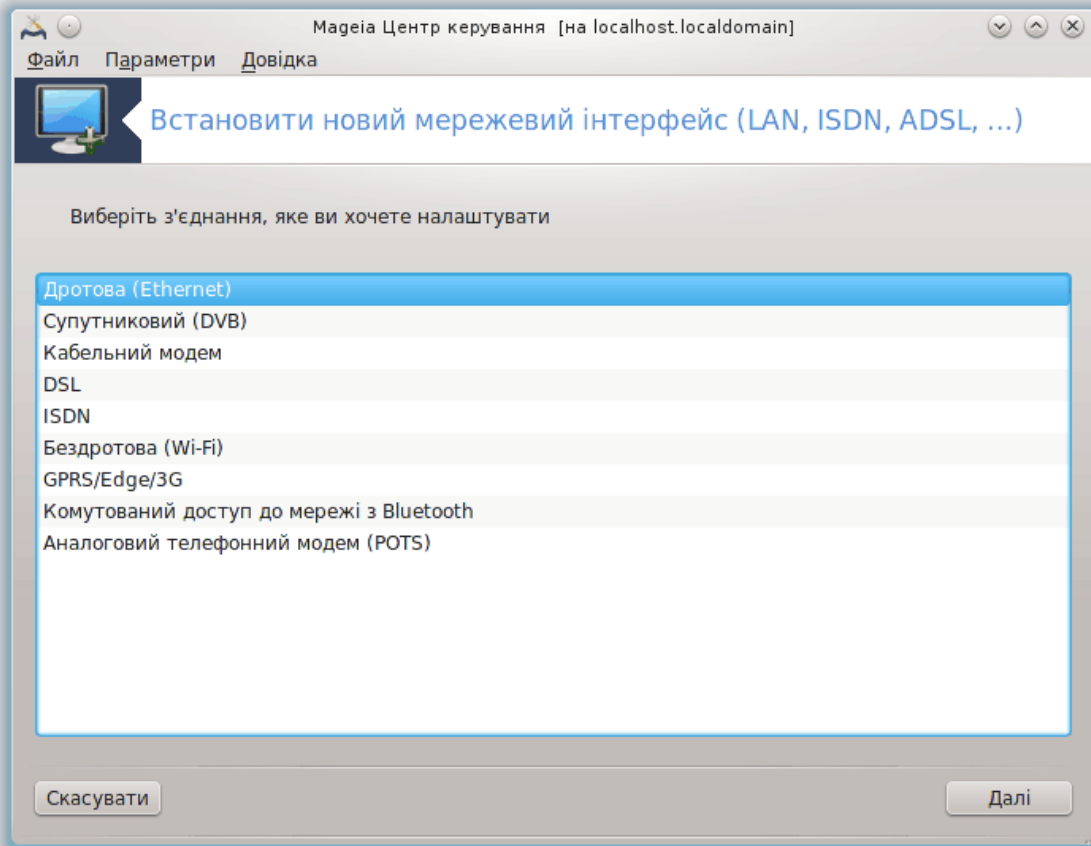 Mageia Центр керування [на localhost.localdomain]
Файл Параметри Довідка
Встановити новий мережевий інтерфейс (LAN, ISDN, ADSL, ...)
Виберіть з'єднання, яке ви хочете налаштувати
Дротова (Ethernet)
Супутниковий (DVB)
Кабельний модем
DSL
ISDN
Бездротова (Wi-Fi)
GPRS/Edge/3G
Комутований доступ до мережі з Bluetooth
Аналоговий телефонний модем (POTS)
Скасувати Далі